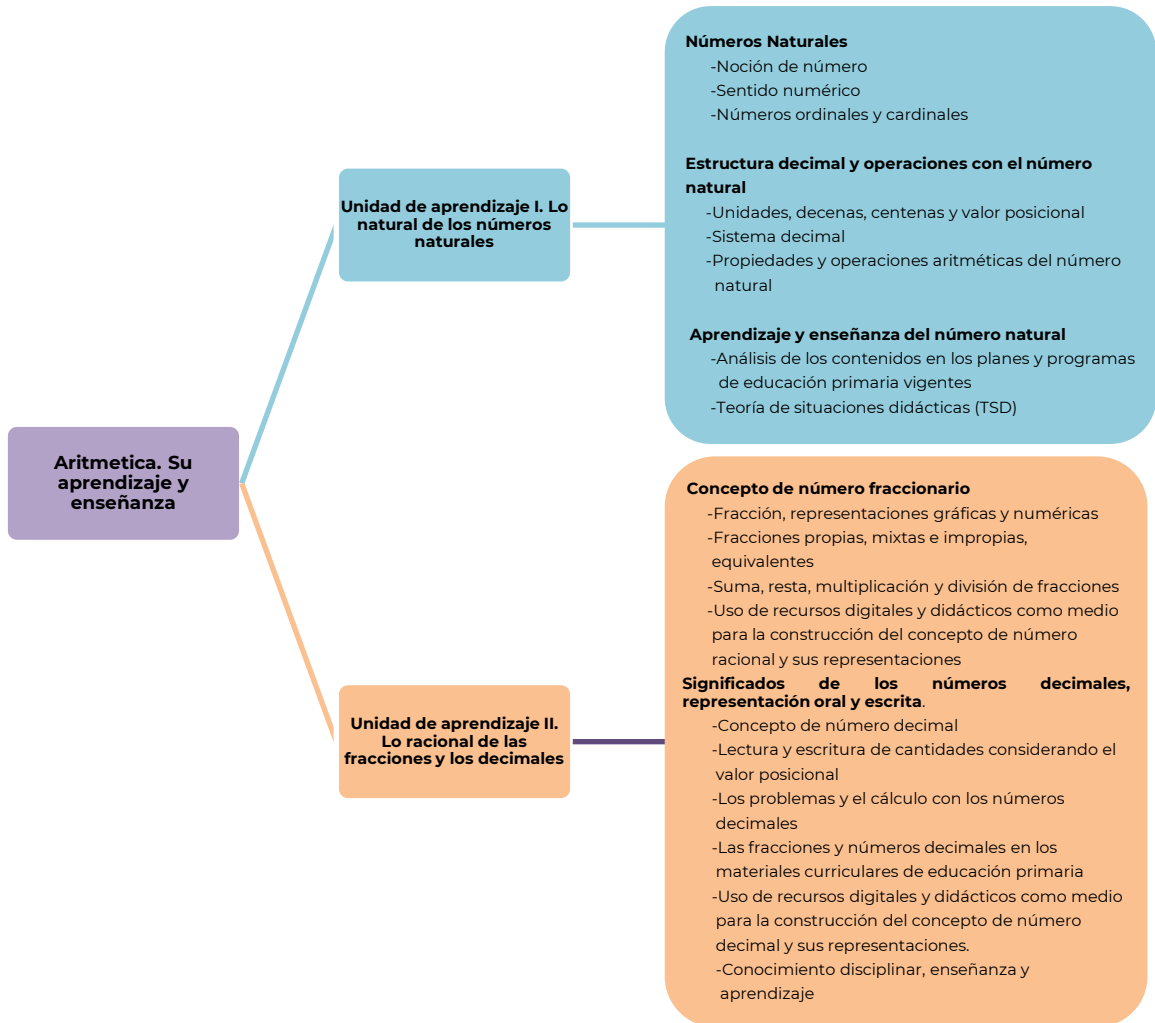 Aritmetica. Su
aprendizaje y
enseñanza
Unidad de aprendizaje I. Lo
natural de los números
naturales
Números Naturales
-Noción de número
-Sentido numérico
-Números ordinales y cardinales
Estructura decimal y operaciones con el número
natural
-Unidades, decenas, centenas y valor posicional
-Sistema decimal
-Propiedades y operaciones aritméticas del número
natural
Aprendizaje y enseñanza del número natural
-Análisis de los contenidos en los planes y programas
de educación primaria vigentes
-Teoría de situaciones didácticas (TSD)
Unidad de aprendizaje II.
Lo racional de las
fracciones y los decimales
Concepto de número fraccionario
-Fracción, representaciones gráficas y numéricas
-Fracciones propias, mixtas e impropias,
equivalentes
-Suma, resta, multiplicación y división de fracciones
-Uso de recursos digitales y didácticos como medio
para la construcción del concepto de número
racional y sus representaciones
Significados de los números decimales,
representación oral y escrita.
-Concepto de número decimal
-Lectura y escritura de cantidades considerando el
valor posicional
-Los problemas y el cálculo con los números
decimales
-Las fracciones y números decimales en los
materiales curriculares de educación primaria
-Uso de recursos digitales y didácticos como medio
para la construcción del concepto de número
decimal y sus representaciones.
-Conocimiento disciplinar, enseñanza y
aprendizaje